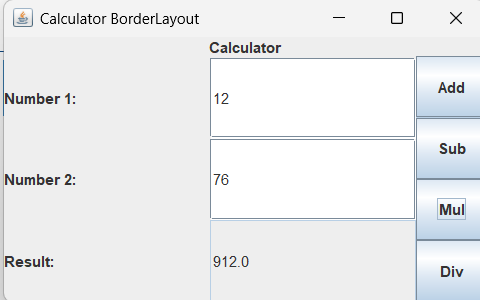 Calculator BorderLayout
Calculator
Number 1: 12
Add
Sub
Number 2: 76
Mul
Result: 912.0
Div